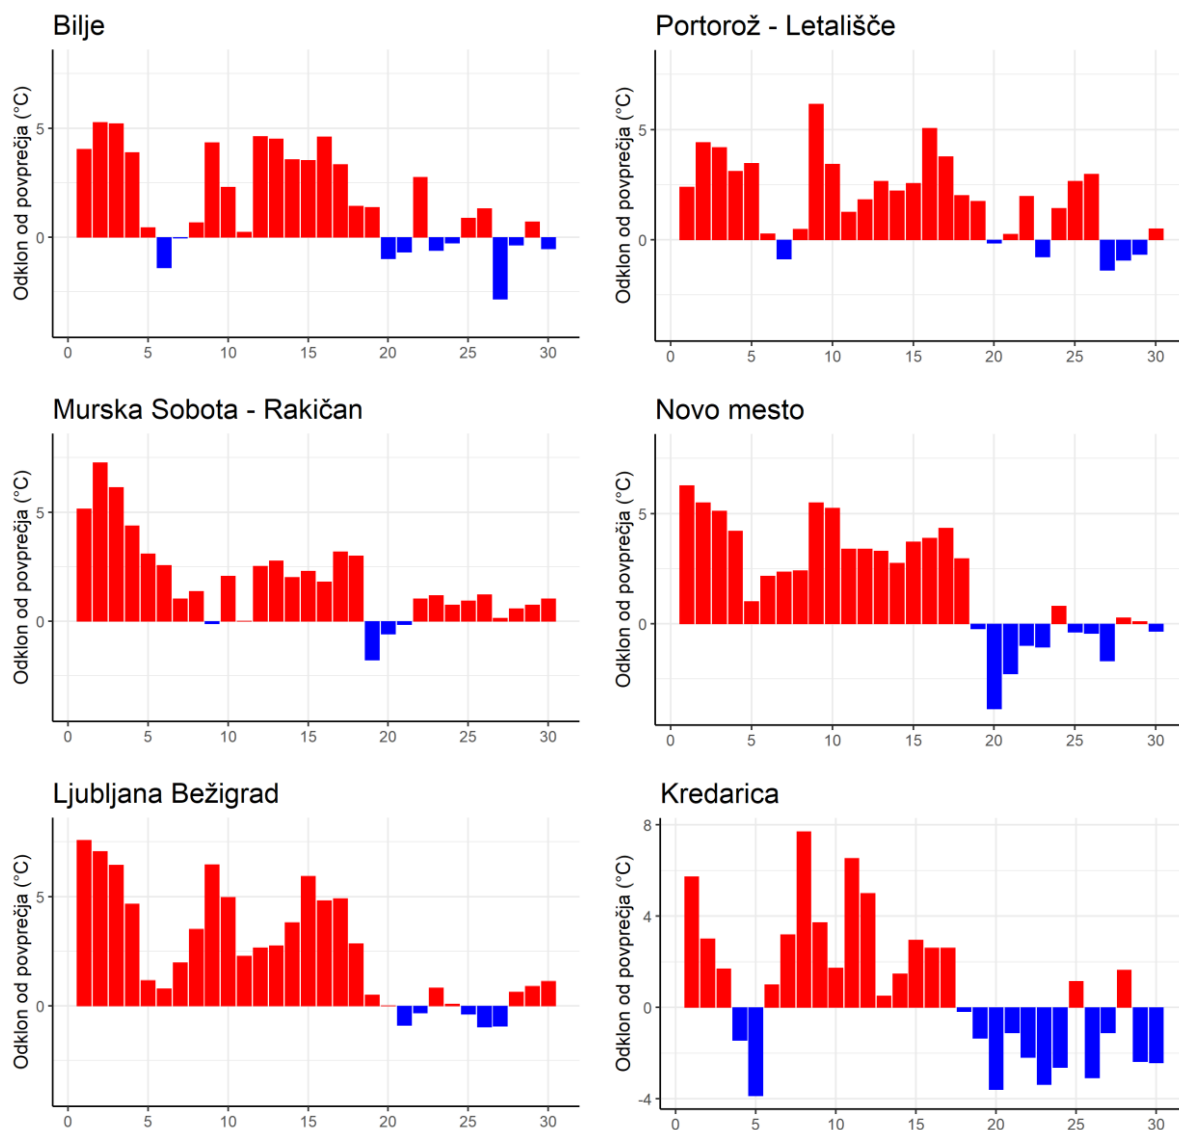 Bilje
Odklon od povprečja (°C)
5
0
0 5 10 15 20 25 30
Portorož - Letališče
Odklon od povprečja (°C)
5
0
0 5 10 15 20 25 30
Murska Sobota - Rakičan
Odklon od povprečja (°C)
5
0
0 5 10 15 20 25 30
Novo mesto
Odklon od povprečja (°C)
5
0
0 5 10 15 20 25 30
Ljubljana Bežigrad
Odklon od povprečja (°C)
5
0
0 5 10 15 20 25 30
Kredarica
Odklon od povprečja (°C)
8
4
0
-4
0 5 10 15 20 25 30